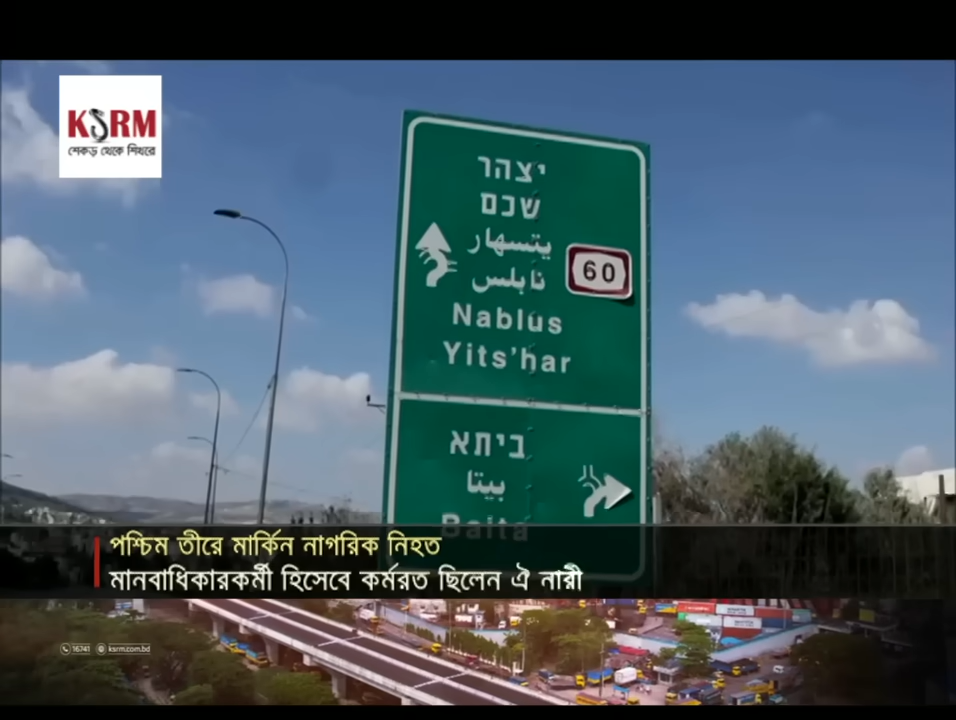 KSRM
শেকড় থেকে শিখরে
יצהר
שכם
يتسهار
نابلس
60
Nablus
Yits'har
ביתא
بيتا
Baita
পশ্চিম তীরে মার্কিন নাগরিক নিহত
মানবাধিকারকর্মী হিসেবে কর্মরত ছিলেন ঐ নারী
16741 ksrm.com.bd